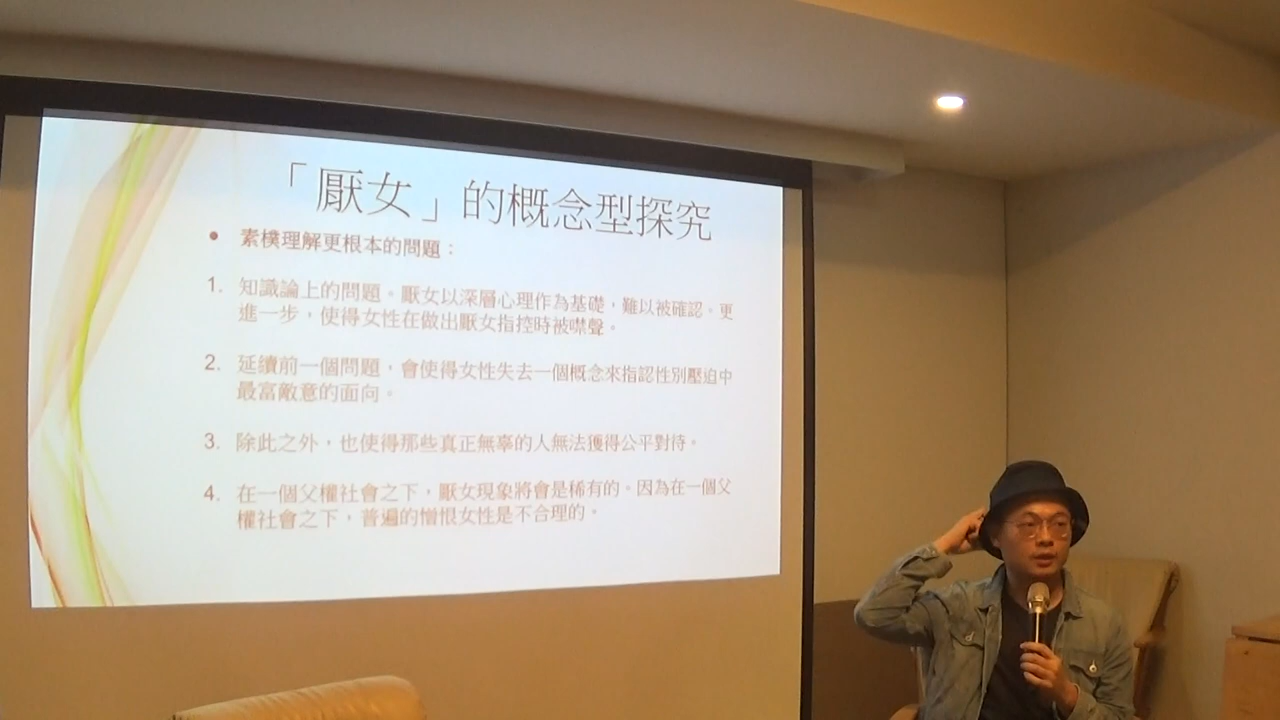 「厭女」的概念型探究
• 素樸理解更根本的問題：
1. 知識論上的問題。厭女以深層心理作為基礎，難以被確認。更
進一步，使得女性在做出厭女指控時被噤聲。
2. 延續前一個問題，會使得女性失去一個概念來指認性別壓迫中
最富敵意的面向。
3. 除此之外，也使得那些真正無辜的人無法獲得公平對待。
4. 在一個父權社會之下，厭女現象將會是稀有的。因為在一個父
權社會之下，普遍的憎恨女性是不合理的。